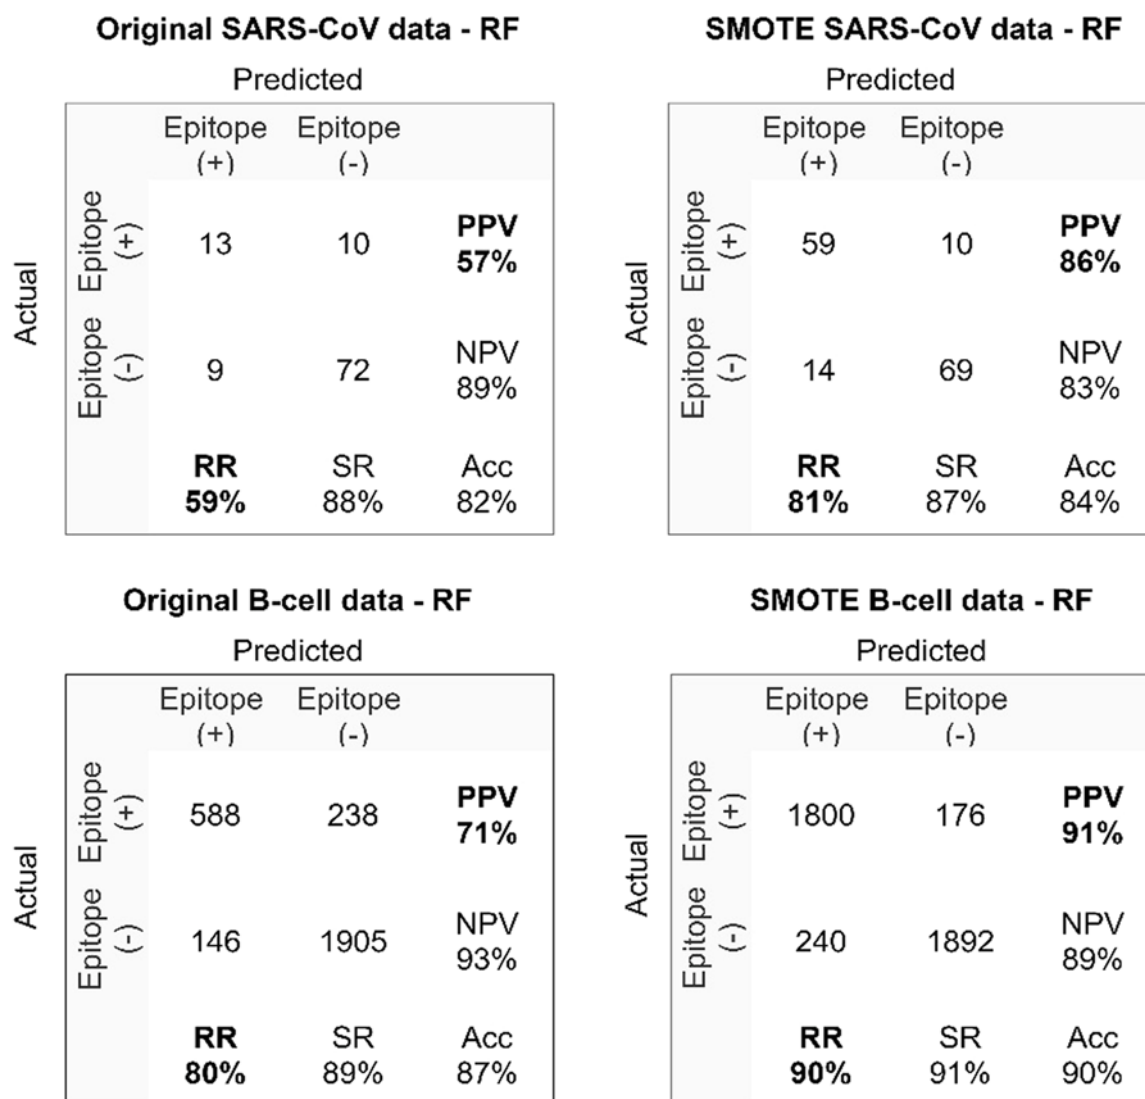 Original SARS-CoV data - RF
Predicted
Epitope Epitope
(+) (-)
Actual
Epitope
(+)
13 10
PPV
57%
Epitope
(-)
9 72
NPV
89%
RR SR Acc
59% 88% 82%
SMOTE SARS-CoV data - RF
Predicted
Epitope Epitope
(+) (-)
Actual
Epitope
(+)
59 10
PPV
86%
Epitope
(-)
14 69
NPV
83%
RR SR Acc
81% 87% 84%
Original B-cell data - RF
Predicted
Epitope Epitope
(+) (-)
Actual
Epitope
(+)
588 238
PPV
71%
Epitope
(-)
146 1905
NPV
93%
RR SR Acc
80% 89% 87%
SMOTE B-cell data - RF
Predicted
Epitope Epitope
(+) (-)
Actual
Epitope
(+)
1800 176
PPV
91%
Epitope
(-)
240 1892
NPV
89%
RR SR Acc
90% 91% 90%